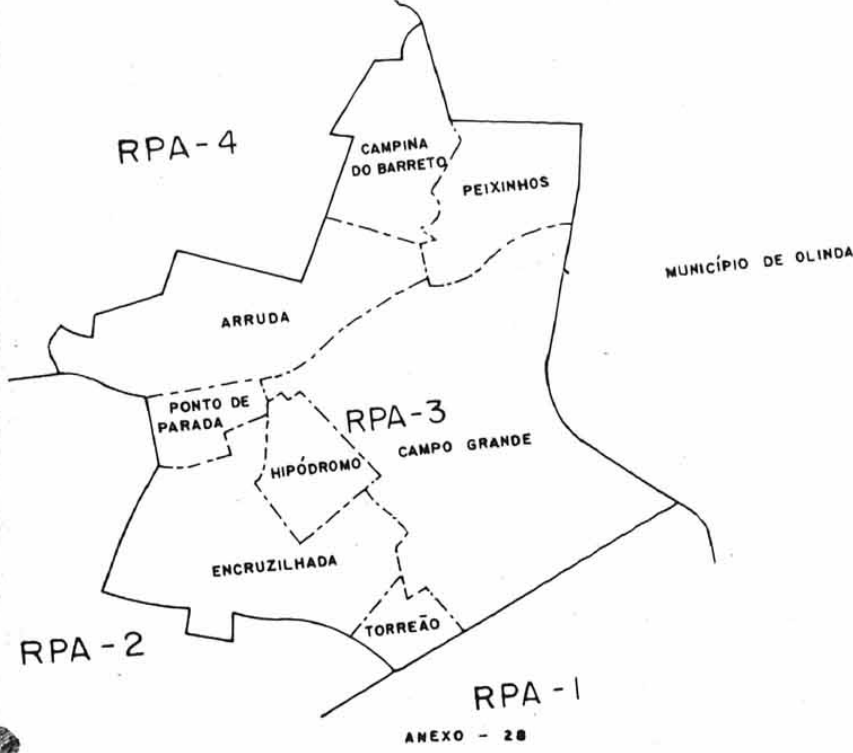 RPA-4
CAMPINA
DO BARRETO
PEIXINHOS
MUNICÍPIO DE OLINDA
ARRUDA
PONTO DE
PARADA
RPA-3
CAMPO GRANDE
HIPÓDROMO
ENCRUZILHADA
TORREÃO
RPA-2
RPA-1
ANEXO - 28